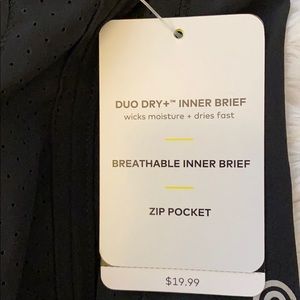 DUO DRY+™ INNER BRIEF
wicks moisture + dries fast
BREATHABLE INNER BRIEF
ZIP POCKET
$19.99